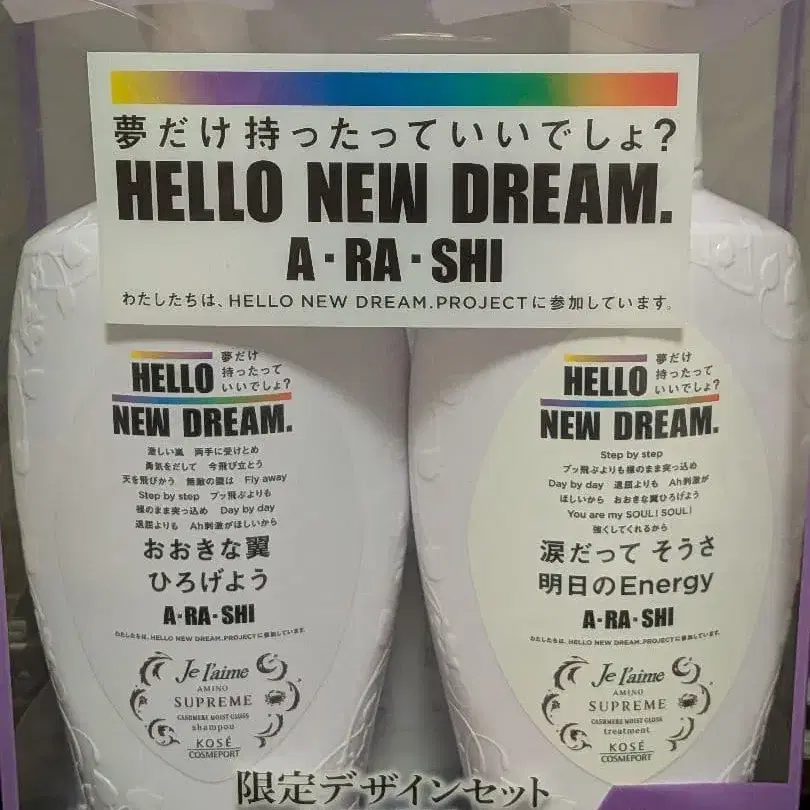 夢だけ持ったっていいでしょ?
HELLO NEW DREAM.
A・RA・SHI
わたしたちは、HELLO NEW DREAM.PROJECTに参加しています。
HELLO
夢だけ
持ったって
いいでしょ?
NEW DREAM.
激しい嵐 両手に受けとめ
勇気をだして 今飛び立とう
天を飛びかう 無敵の翼は Fly away
Step by step ブッ飛ぶよりも
裸のまま突っ込め Day by day
退屈よりも Ah刺激がほしいから
おおきな翼
ひろげよう
A・RA・SHI
わたしたちは、HELLO NEW DREAM.PROJECTに参加しています。
Je l'aime
AMINO
SUPREME
CASHMERE MOIST GLOSS
shampoo
KOSÉ
COSMEPORT
HELLO
夢だけ
持ったって
いいでしょ?
NEW DREAM.
Step by step
ブッ飛ぶよりも裸のまま突っ込め
Day by day 退屈よりも Ah刺激が
ほしいから おおきな翼ひろげよう
You are my SOUL! SOUL!
強くしてくれるから
涙だって そうさ
明日のEnergy
A・RA・SHI
わたしたちは、HELLO NEW DREAM.PROJECTに参加しています。
Je l'aime
AMINO
SUPREME
CASHMERE MOIST GLOSS
treatment
KOSÉ
COSMEPORT
限定デザインセット